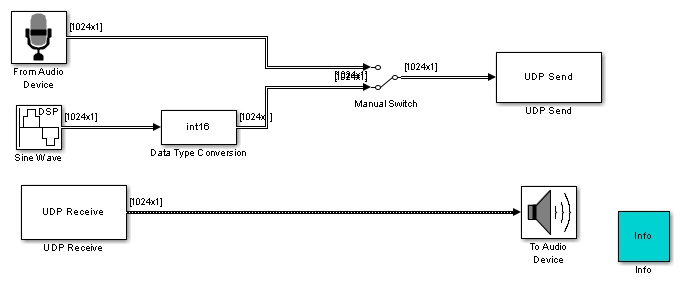 [1024x1]
From Audio
Device
[1024x1]
[1024x1]
Manual Switch
[1024x1]
UDP Send
UDP Send
DSP
[1024x1]
Sine Wave
int16
Data Type Conversion
[1024x1]
UDP Receive
UDP Receive
[1024x1]
To Audio
Device
Info
Info